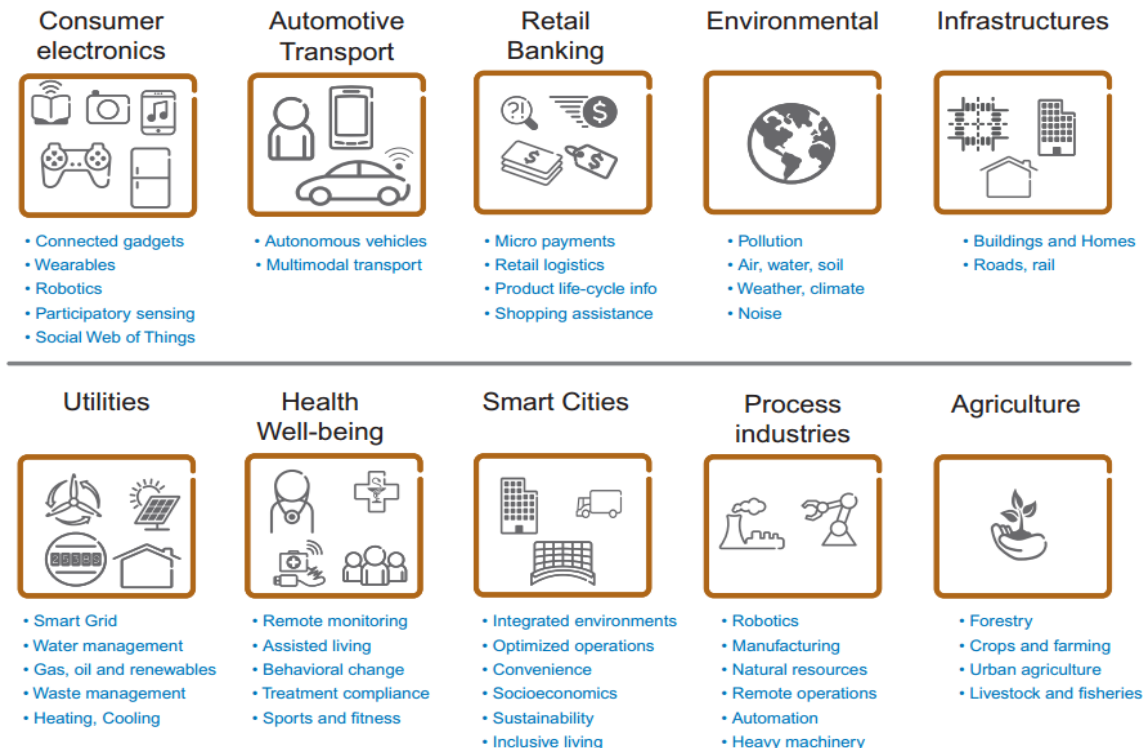 Consumer
electronics
Automotive
Transport
Retail
Banking
Environmental
Infrastructures
?!
$
$
$
• Connected gadgets
• Wearables
• Robotics
• Participatory sensing
• Social Web of Things
• Autonomous vehicles
• Multimodal transport
• Micro payments
• Retail logistics
• Product life-cycle info
• Shopping assistance
• Pollution
• Air, water, soil
• Weather, climate
• Noise
• Buildings and Homes
• Roads, rail
Utilities
Health
Well-being
Smart Cities
Process
industries
Agriculture
• Smart Grid
• Water management
• Gas, oil and renewables
• Waste management
• Heating, Cooling
• Remote monitoring
• Assisted living
• Behavioral change
• Treatment compliance
• Sports and fitness
• Integrated environments
• Optimized operations
• Convenience
• Socioeconomics
• Sustainability
• Inclusive living
• Robotics
• Manufacturing
• Natural resources
• Remote operations
• Automation
• Heavy machinery
• Forestry
• Crops and farming
• Urban agriculture
• Livestock and fisheries